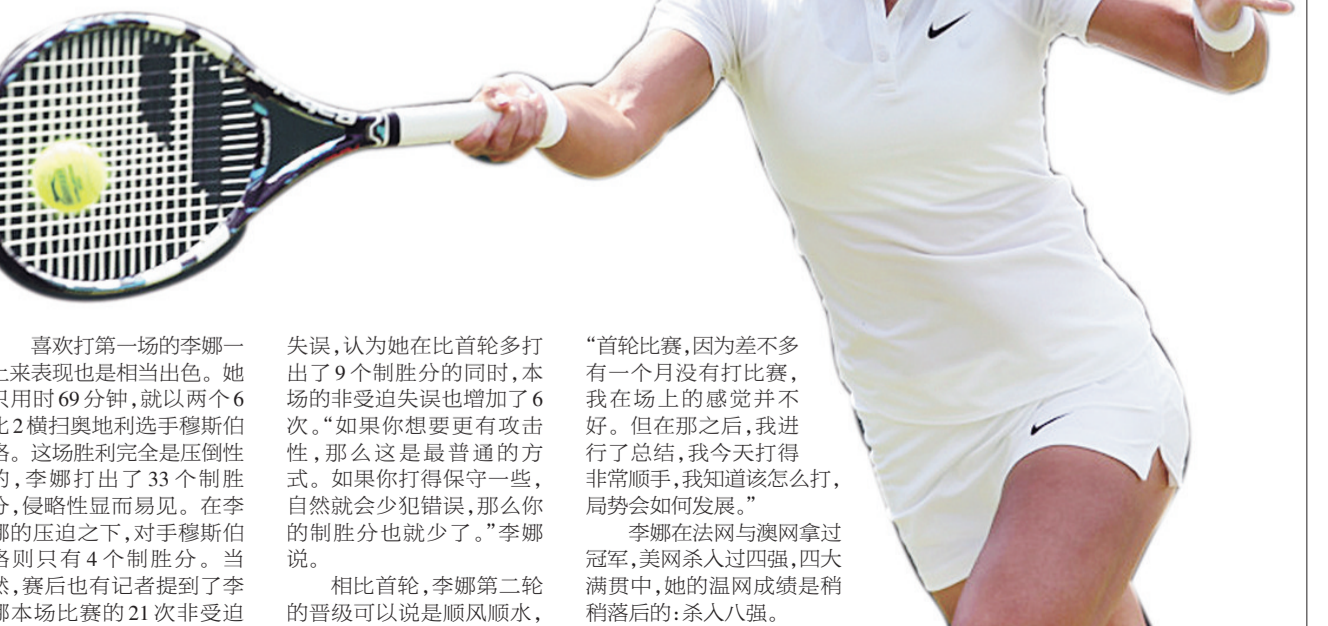 喜欢打第一场的李娜一
上来表现也是相当出色。她
只用时69分钟,就以两个6
比2横扫奥地利选手穆斯伯
格。这场胜利完全是压倒性
的,李娜打出了33个制胜
分,侵略性显而易见。在李
娜的压迫之下,对手穆斯伯
格则只有4个制胜分。当
然,赛后也有记者提到了李
娜本场比赛的21次非受迫
失误,认为她在比首轮多打
出了9个制胜分的同时,本
场的非受迫失误也增加了6
次。“如果你想要更有攻击
性,那么这是最普通的方
式。如果你打得保守一些,
自然就会少犯错误,那么你
的制胜分也就少了。”李娜
说。
相比首轮,李娜第二轮
的晋级可以说是顺风顺水,
“首轮比赛,因为差不多
有一个月没有打比赛,
我在场上的感觉并不
好。但在那之后,我进
行了总结,我今天打得
非常顺手,我知道该怎么打,
局势会如何发展。”
李娜在法网与澳网拿过
冠军,美网杀入过四强,四大
满贯中,她的温网成绩是稍
稍落后的:杀入八强。